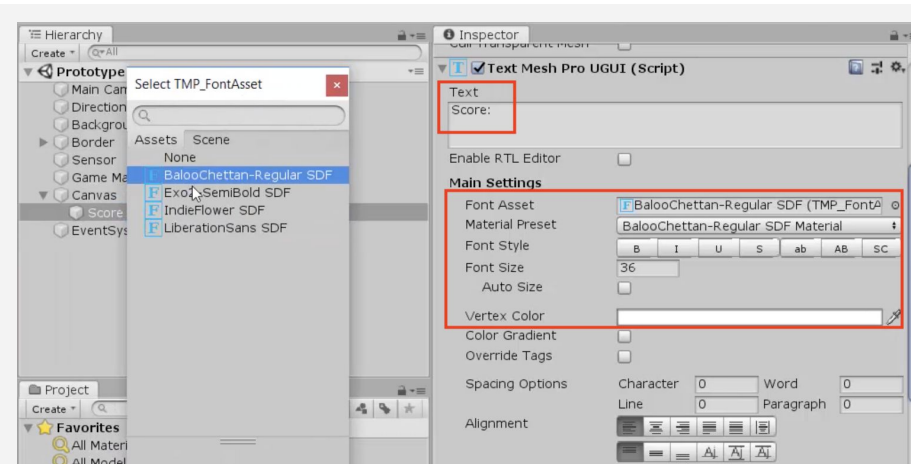 Hierarchy
Create
All
Prototype
Main Can
Direction
Backgrou
Border
Sensor
Game Ma
Canvas
Score
EventSys
Select TMP_FontAsset
Assets Scene
None
BalooChettan-Regular SDF
SemiBold SDF
IndieFlower SDF
LiberationSans SDF
Project
Create
Favorites
All Materi
All Model
Inspector
Text Mesh Pro UGUI (Script)
Text
Score:
Enable RTL Editor
Main Settings
Font Asset BalooChettan-Regular SDF (TMP_FontA
Material Preset BalooChettan-Regular SDF Material
Font Style B I U S ab AB SC
Font Size 36
Auto Size
Vertex Color
Color Gradient
Override Tags
Spacing Options Character 0 Word 0
Line 0 Paragraph 0
Alignment